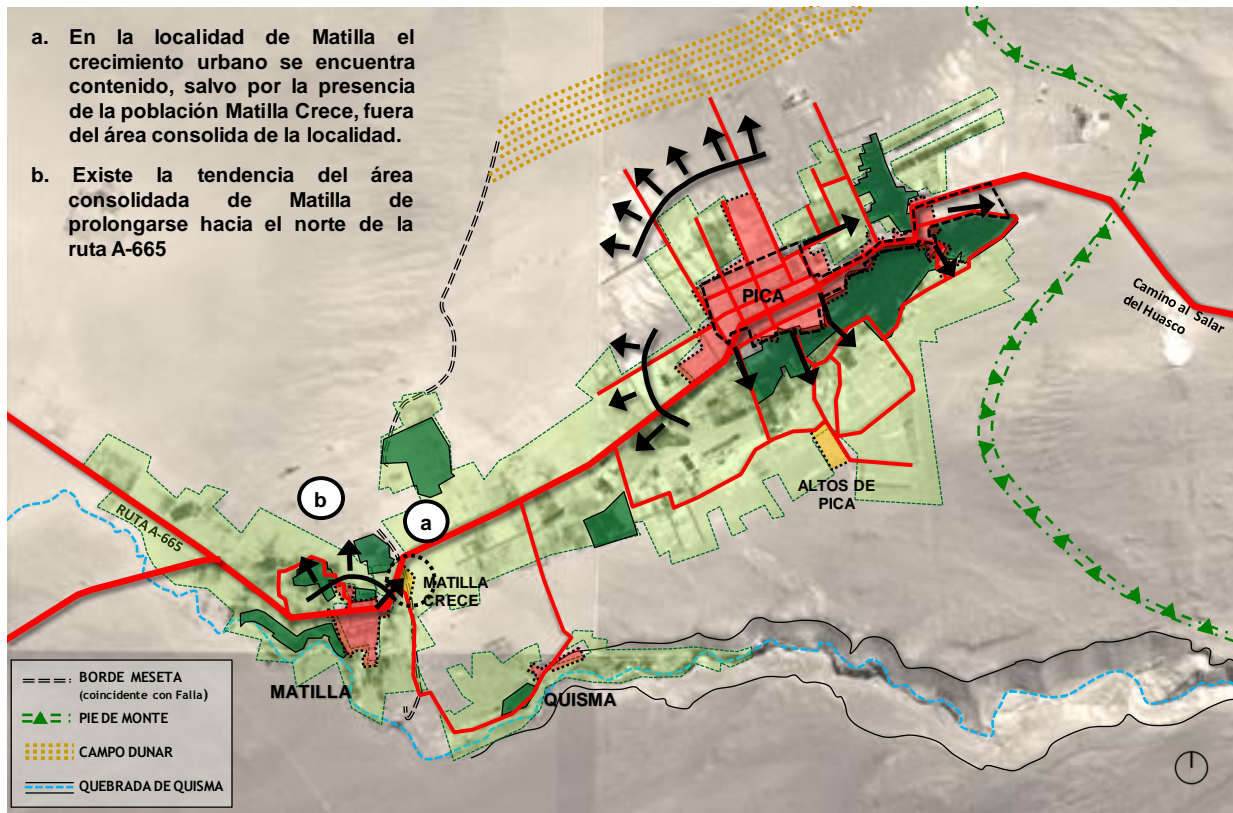 a. En la localidad de Matilla el
crecimiento urbano se encuentra
contenido, salvo por la presencia
de la población Matilla Crece, fuera
del área consolida de la localidad.
b. Existe la tendencia del área
consolidada de Matilla de
prolongarse hacia el norte de la
ruta A-665
PICA
Camino al Salar
del Huasco
ALTOS DE
PICA
b
a
RUTA A-665
MATILLA
CRECE
MATILLA
QUISMA
BORDE MESETA
(coincidente con Falla)
PIE DE MONTE
CAMPO DUNAR
QUEBRADA DE QUISMA